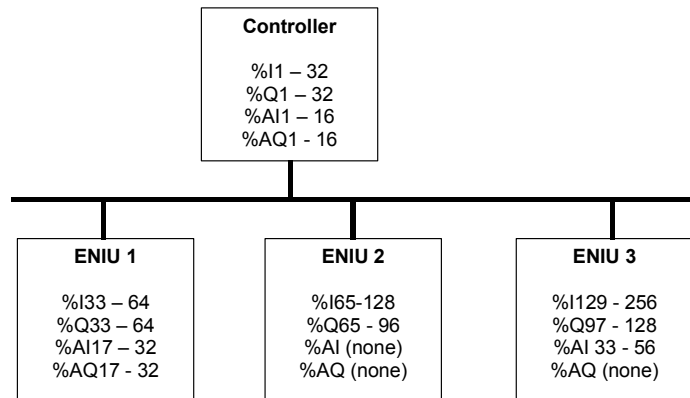 Controller
%I1 – 32
%Q1 – 32
%AI1 – 16
%AQ1 - 16
ENIU 1
%I33 – 64
%Q33 – 64
%AI17 – 32
%AQ17 - 32
ENIU 2
%I65-128
%Q65 - 96
%AI (none)
%AQ (none)
ENIU 3
%I129 - 256
%Q97 - 128
%AI 33 - 56
%AQ (none)